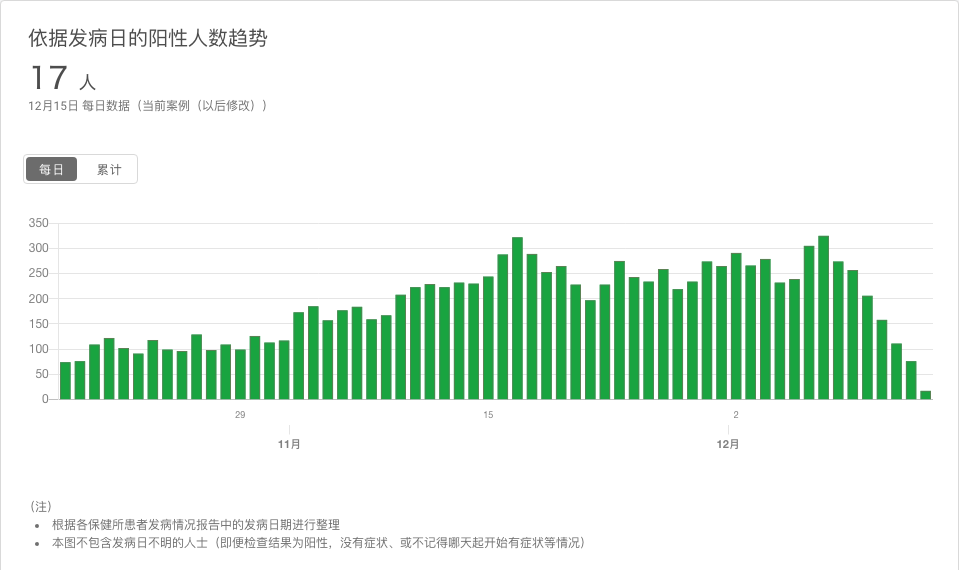 依据发病日的阳性人数趋势
17 人
12月15日 每日数据（当前案例（以后修改））
每日 累计
350
300
250
200
150
100
50
0
29 15 2
11月 12月
（注）
• 根据各保健所患者发病情况报告中的发病日期进行整理
• 本图不包含发病日不明的人士（即便检查结果为阳性，没有症状、或不记得哪天起开始有症状等情况）